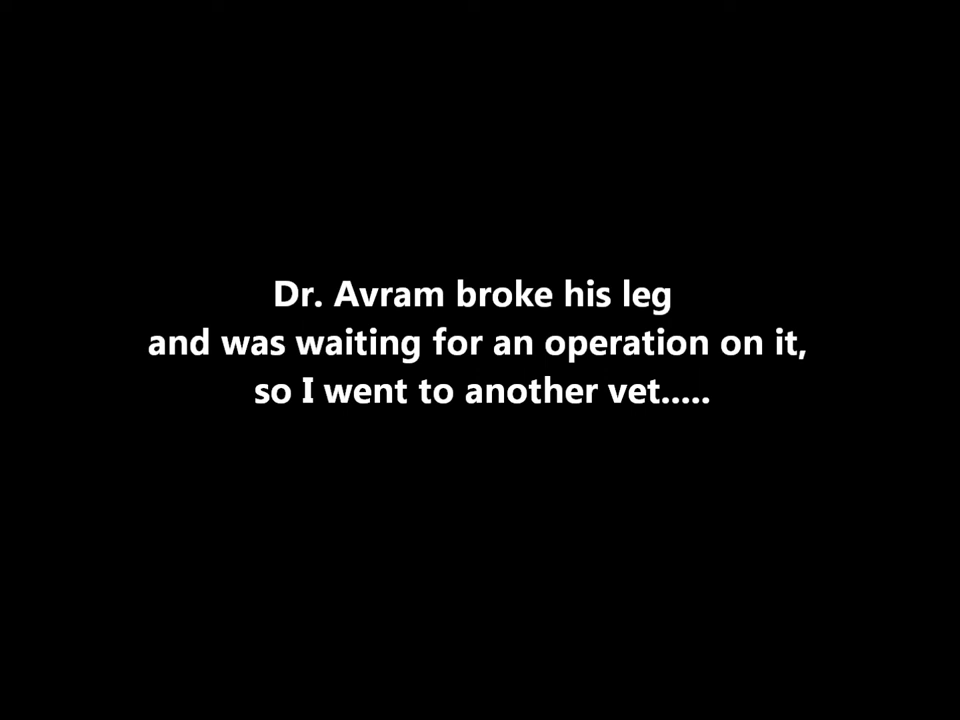 Dr. Avram broke his leg
and was waiting for an operation on it,
so I went to another vet.....